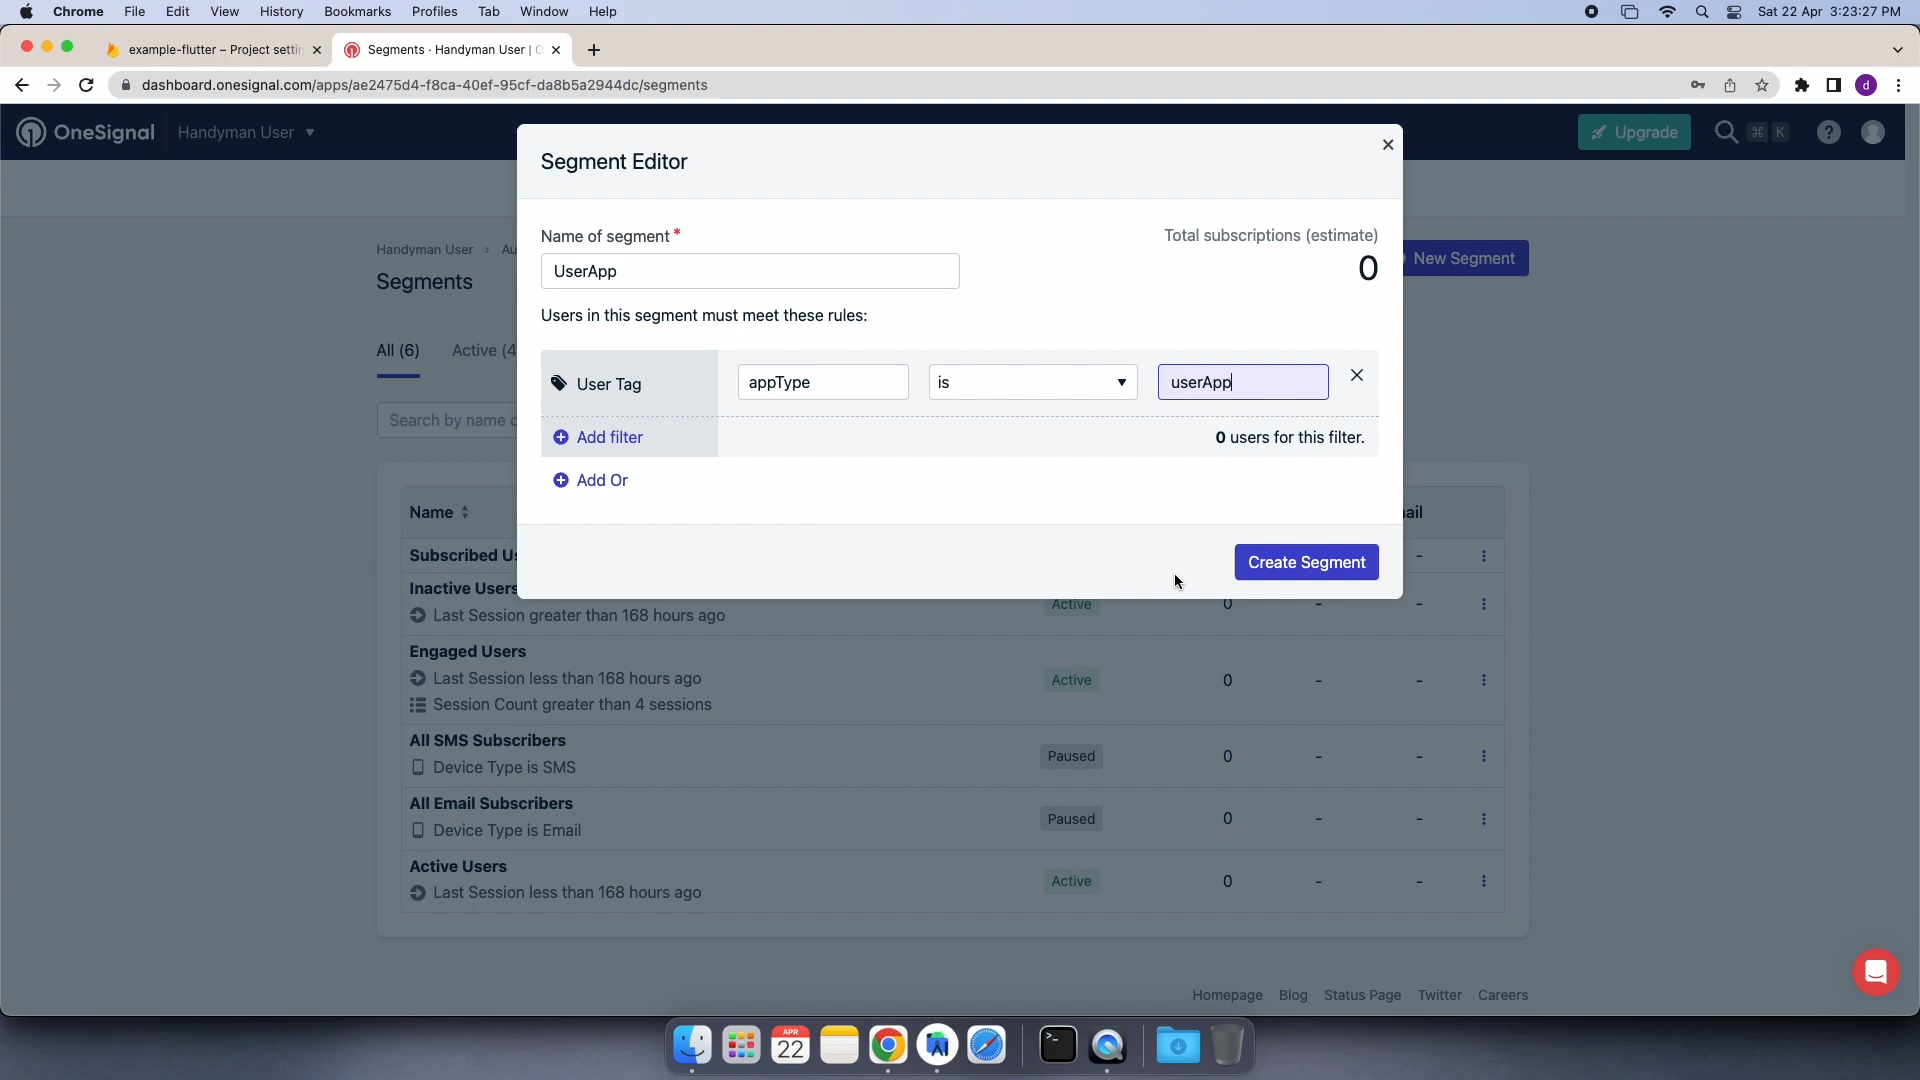 Chrome File Edit View History Bookmarks Profiles Tab Window Help Sat 22 Apr 3:23:27 PM
example-flutter – Project settin Segments · Handyman User | O
dashboard.onesignal.com/apps/ae2475d4-f8ca-40ef-95cf-da8b5a2944dc/segments d
OneSignal Handyman User Upgrade ⌘ K ?
Segment Editor
Handyman User › Au
Segments
New Segment
Name of segment *
Total subscriptions (estimate)
UserApp
0
Users in this segment must meet these rules:
All (6) Active (4
User Tag appType is userApp
Search by name o
Add filter 0 users for this filter.
Add Or
Name ail
Create Segment
Subscribed Us -
Inactive Users
Last Session greater than 168 hours ago
Active 0 - -
Engaged Users
Last Session less than 168 hours ago
Session Count greater than 4 sessions
Active 0 - -
All SMS Subscribers
Device Type is SMS
Paused 0 - -
All Email Subscribers
Device Type is Email
Paused 0 - -
Active Users
Last Session less than 168 hours ago
Active 0 - -
Homepage Blog Status Page Twitter Careers
APR
22